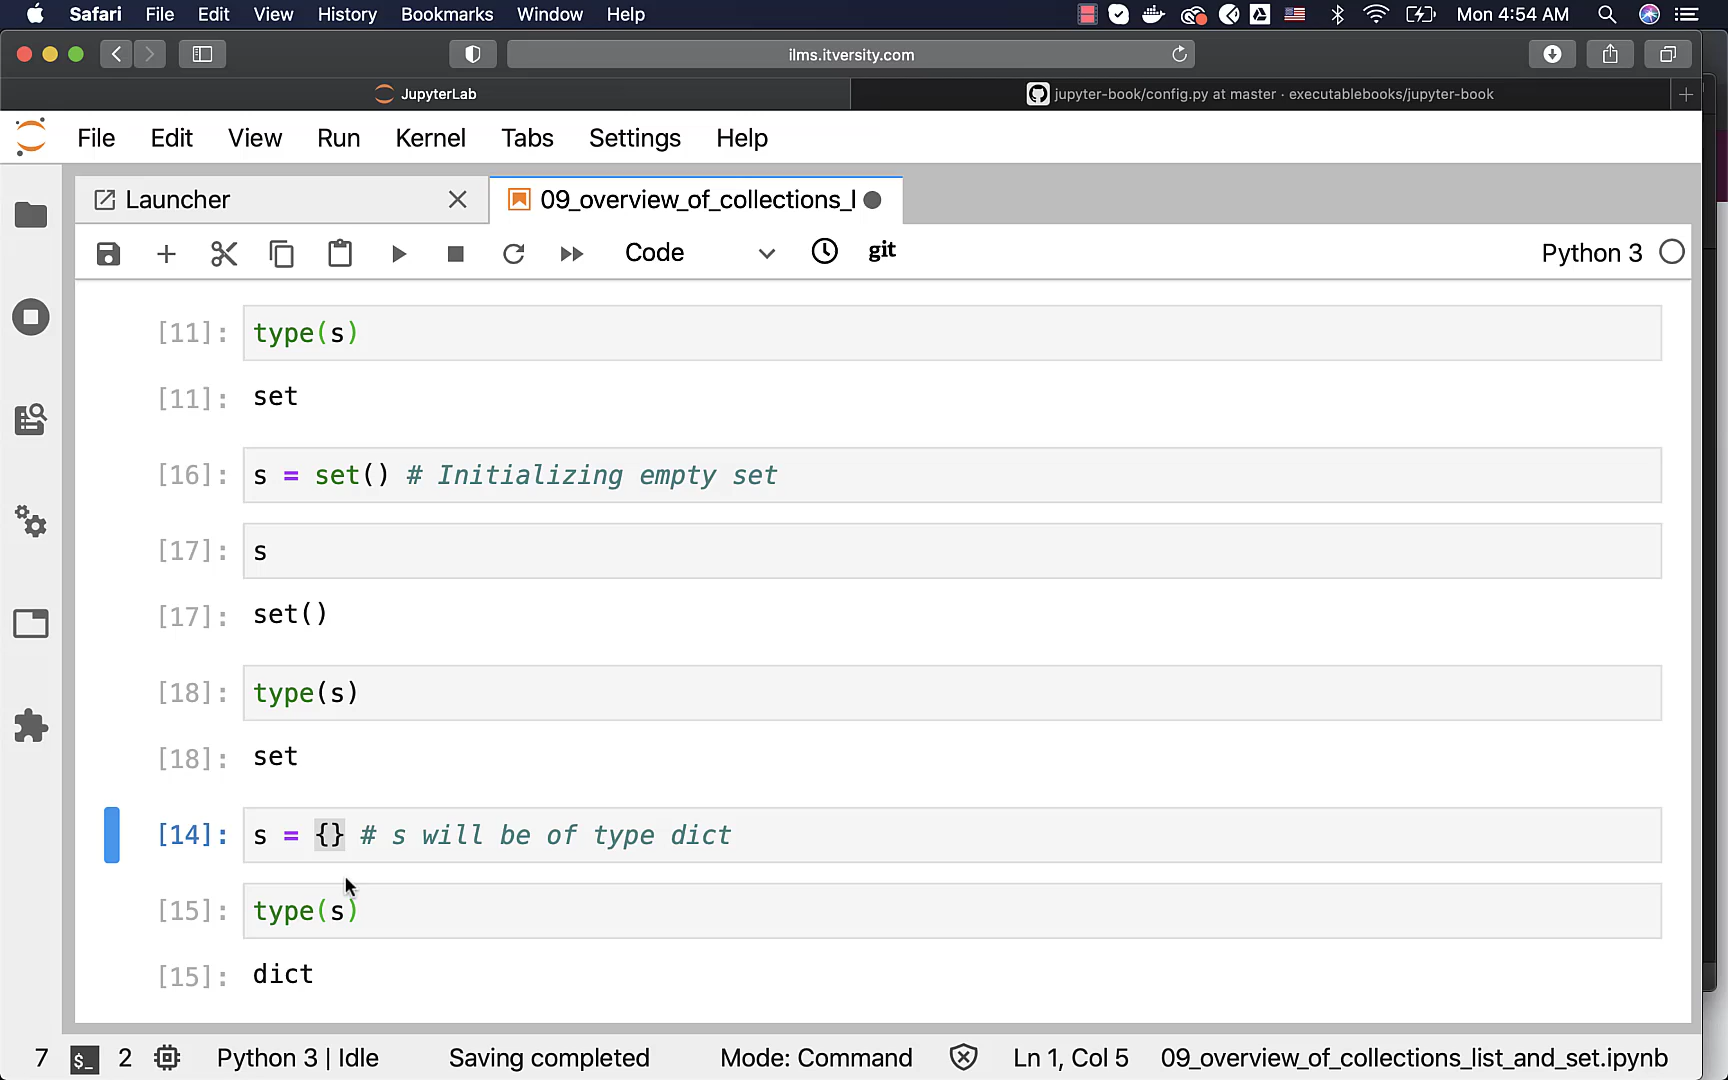 Safari File Edit View History Bookmarks Window Help Mon 4:54 AM
ilms.itversity.com
JupyterLab jupyter-book/config.py at master · executablebooks/jupyter-book
File Edit View Run Kernel Tabs Settings Help
Launcher 09_overview_of_collections_l
Code git Python 3
[11]: type(s)
[11]: set
[16]: s = set() # Initializing empty set
[17]: s
[17]: set()
[18]: type(s)
[18]: set
[14]: s = {} # s will be of type dict
[15]: type(s)
[15]: dict
7 $_ 2 Python 3 | Idle Saving completed Mode: Command Ln 1, Col 5 09_overview_of_collections_list_and_set.ipynb